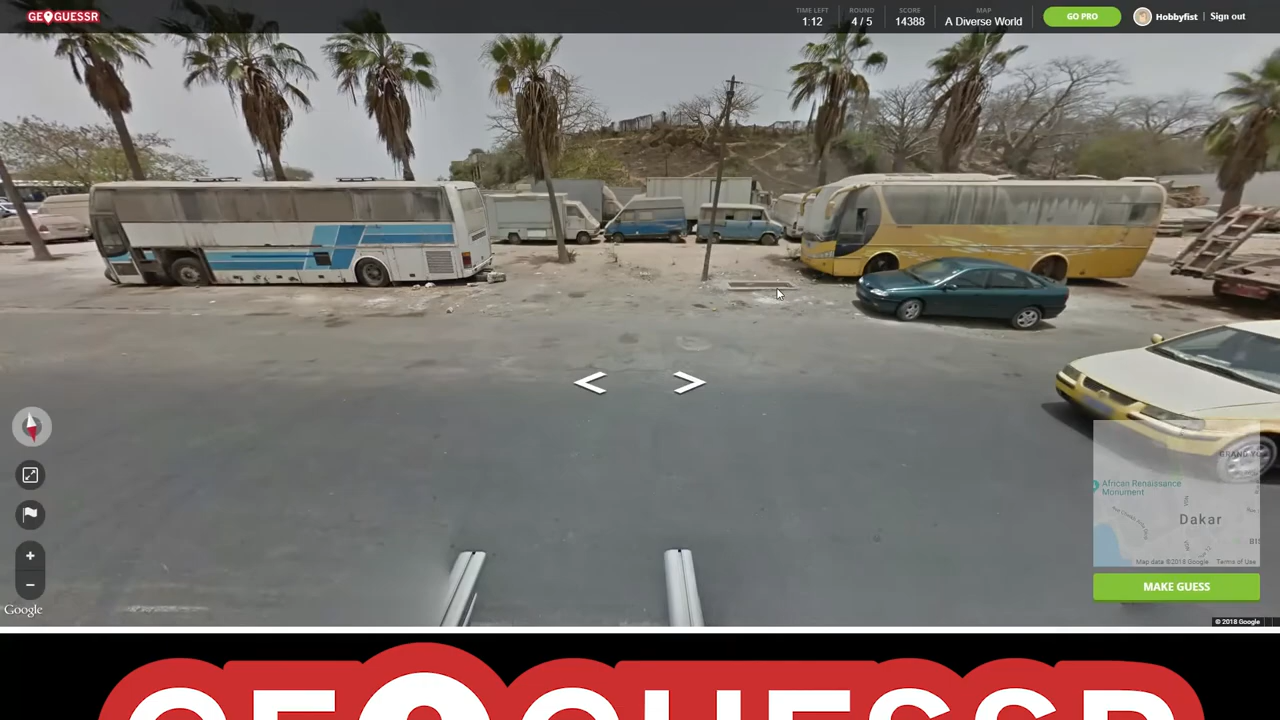 GEOGUESSR
TIME LEFT
1:12
ROUND
4 / 5
SCORE
14388
MAP
A Diverse World
GO PRO
Hobbyfist | Sign out
African Renaissance
Monument
Dakar
Map data ©2018 Google Terms of Use
MAKE GUESS
Google
© 2018 Google
GEOGUESSR